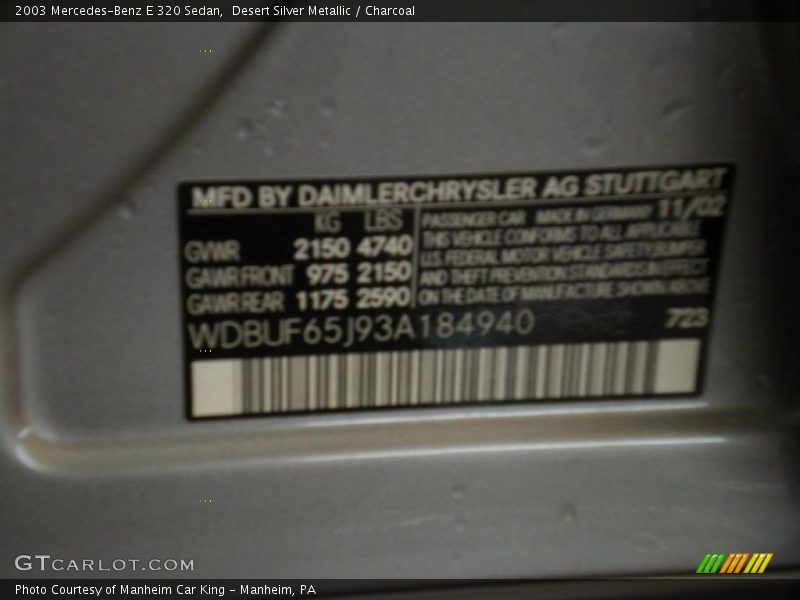 2003 Mercedes-Benz E 320 Sedan,  Desert Silver Metallic / Charcoal
MFD BY DAIMLERCHRYSLER AG STUTTGART
KG LBS
GVWR 2150 4740
GAWR FRONT 975 2150
GAWR REAR 1175 2590
PASSENGER CAR MADE IN GERMANY 11/02
THIS VEHICLE CONFORMS TO ALL APPLICABLE
U.S. FEDERAL MOTOR VEHICLE SAFETY, BUMPER
AND THEFT PREVENTION STANDARDS IN EFFECT
ON THE DATE OF MANUFACTURE SHOWN ABOVE
WDBUF65J93A184940 723
GTCARLOT.COM
Photo Courtesy of Manheim Car King - Manheim, PA